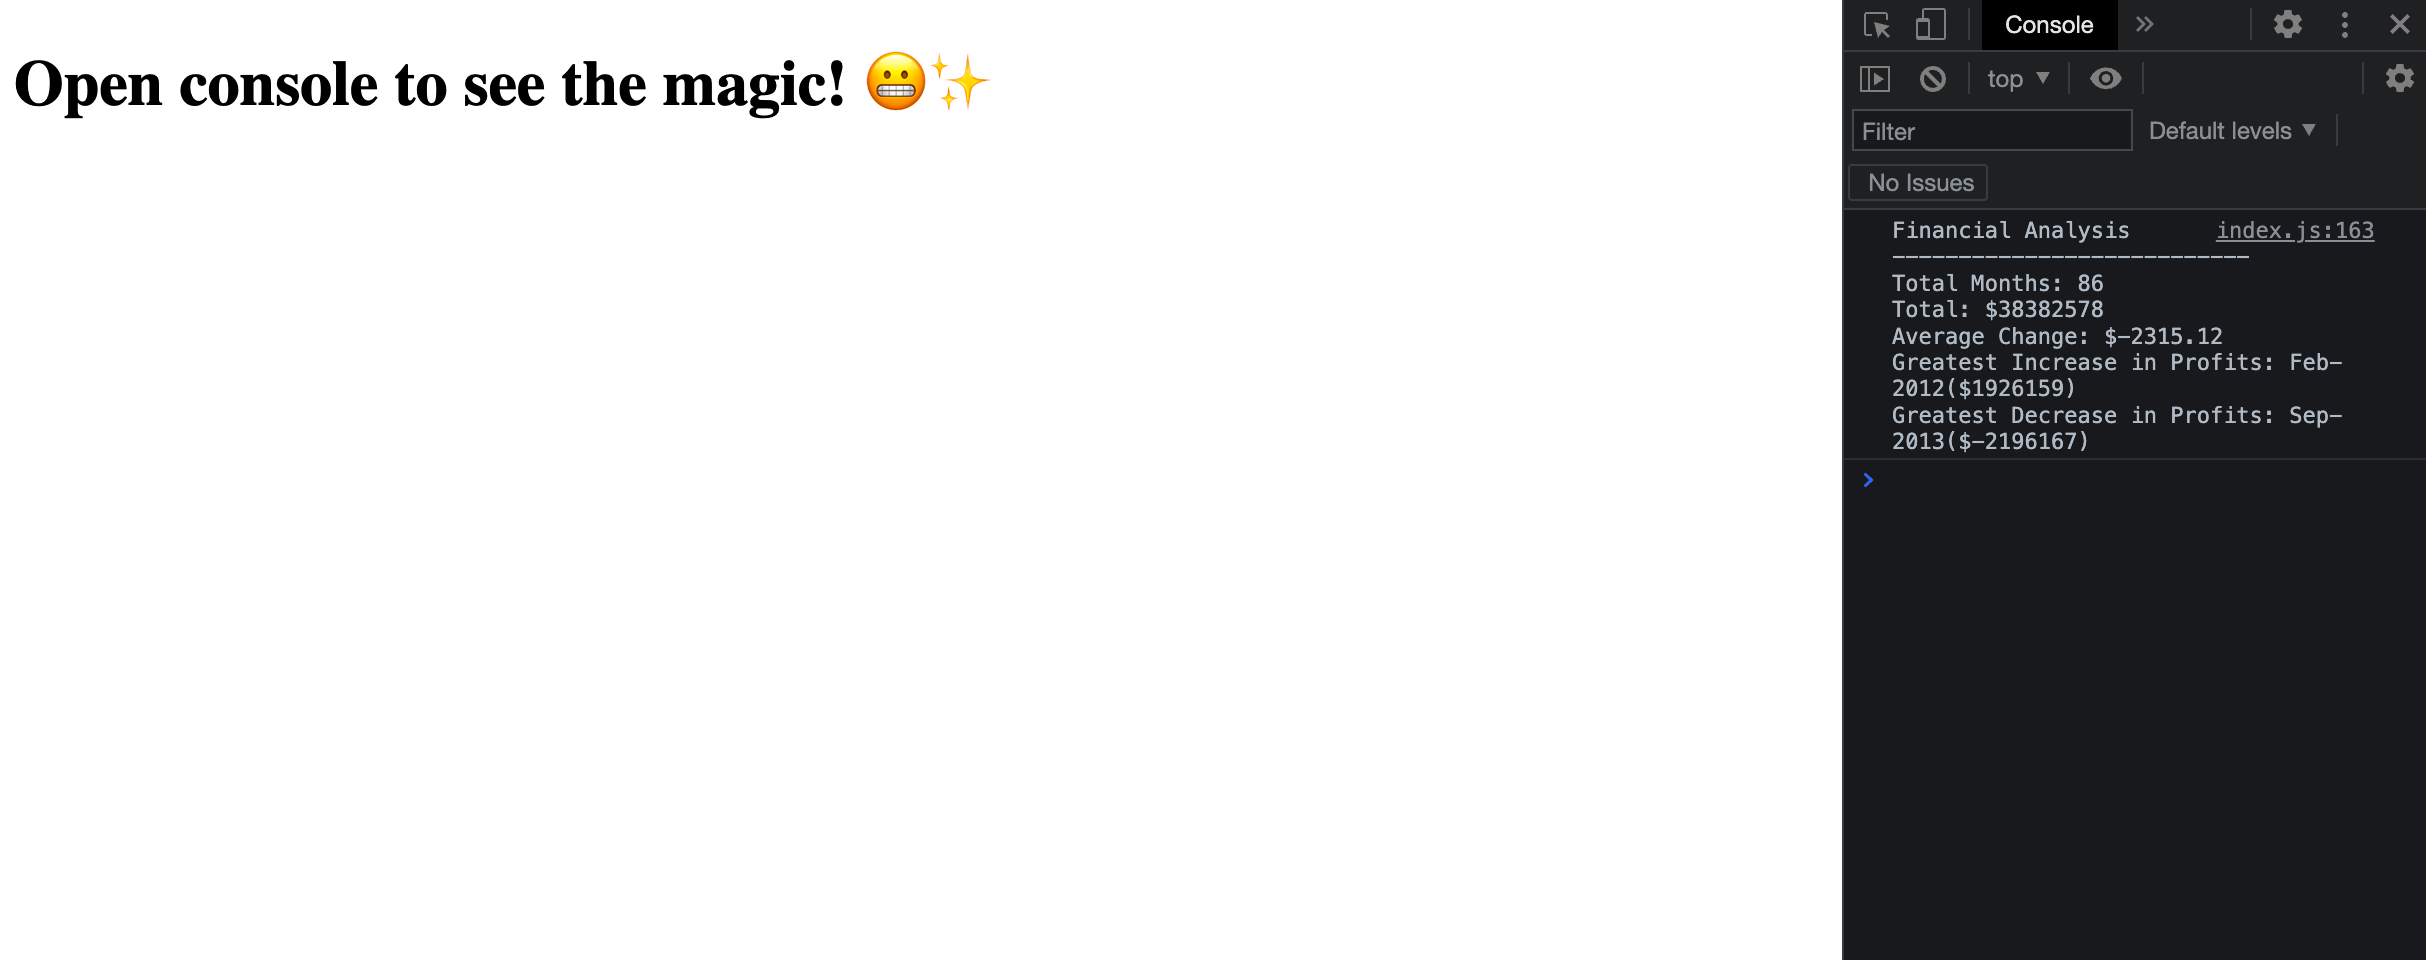 Open console to see the magic! 😬✨
Console
top
Filter
Default levels
No Issues
Financial Analysis index.js:163
---------------------------
Total Months: 86
Total: $38382578
Average Change: $-2315.12
Greatest Increase in Profits: Feb-
2012($1926159)
Greatest Decrease in Profits: Sep-
2013($-2196167)